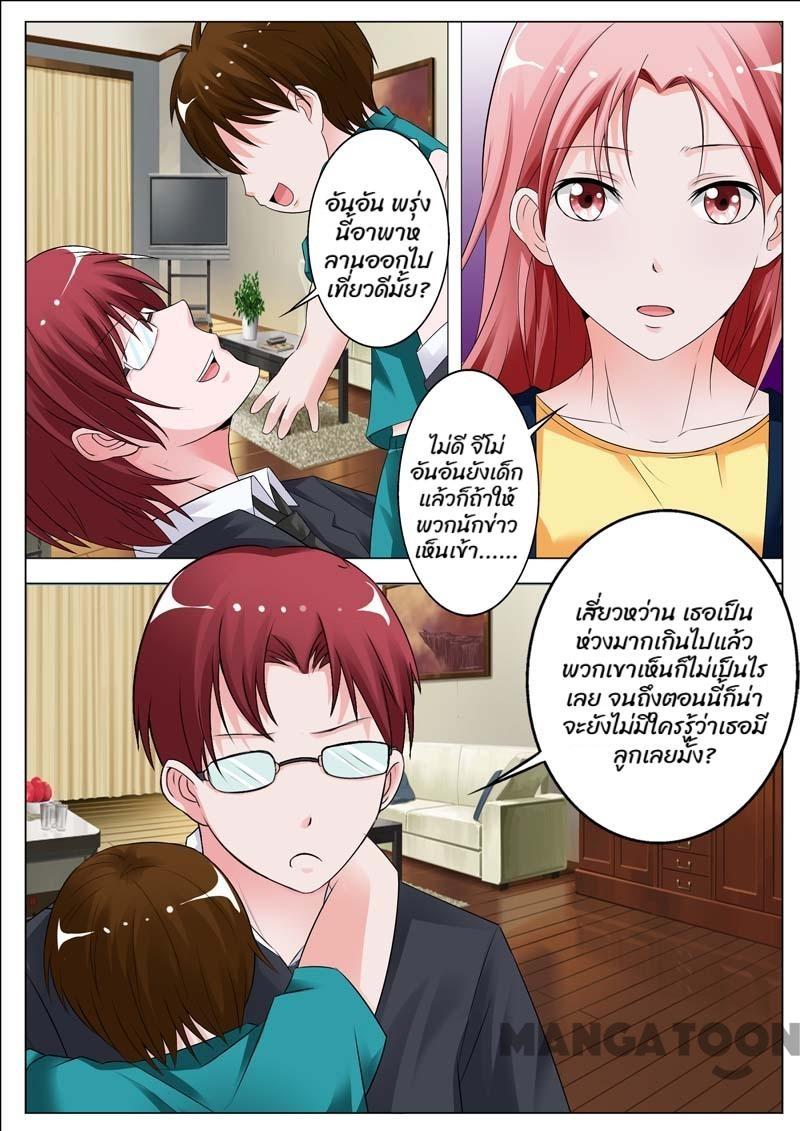 อันอัน พรุ่ง
นี้อาพาห
ลานออกไป
เที่ยวดีมั้ย?
ไม่ดี จีโม่
อันอันยังเด็ก
แล้วก็ถ้าให้
พวกนักข่าว
เห็นเข้า......
เสี่ยวหว่าน เธอเป็น
ห่วงมากเกินไปแล้ว
พวกเขาเห็นก็ไม่เป็นไร
เลย จนถึงตอนนี้ก็น่า
จะยังไม่มีใครรู้ว่าเธอมี
ลูกเลยมั้ง?
MANGATOON